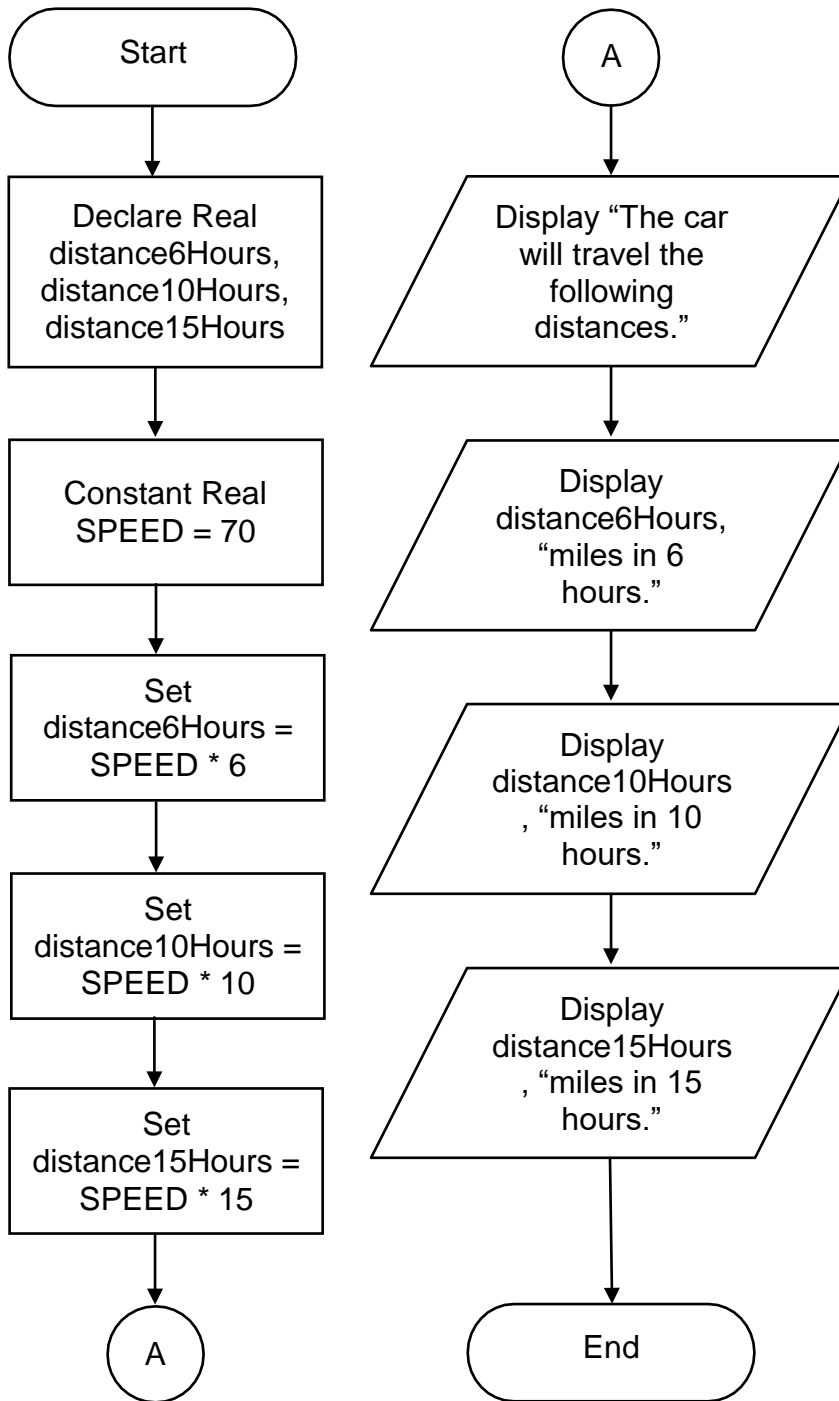 Start
Declare Real
distance6Hours,
distance10Hours,
distance15Hours
Constant Real
SPEED = 70
Set
distance6Hours =
SPEED * 6
Set
distance10Hours =
SPEED * 10
Set
distance15Hours =
SPEED * 15
A
A
Display “The car
will travel the
following
distances.”
Display
distance6Hours,
“miles in 6
hours.”
Display
distance10Hours
, “miles in 10
hours.”
Display
distance15Hours
, “miles in 15
hours.”
End